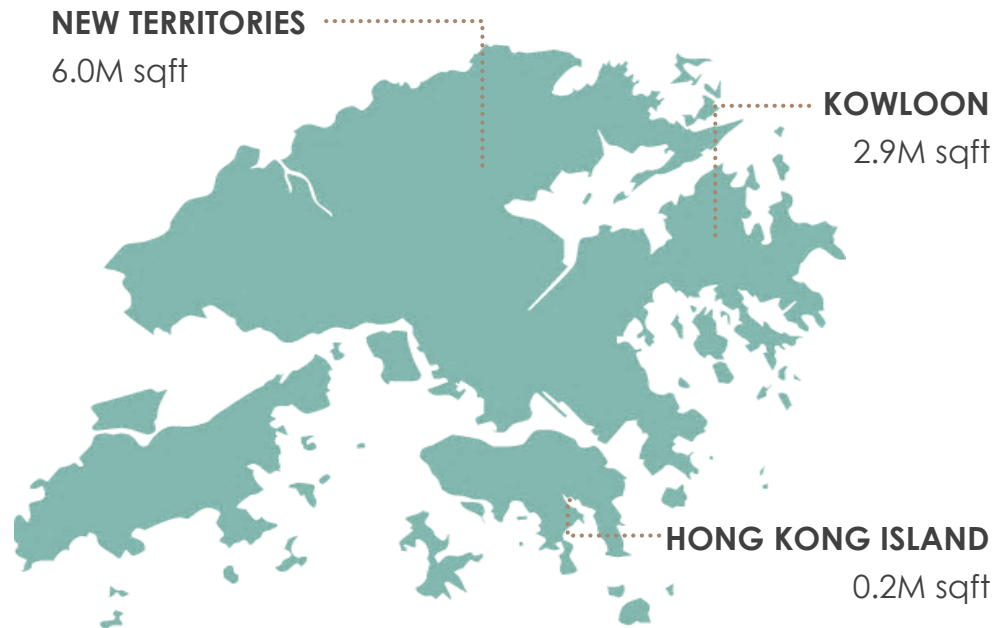 NEW TERRITORIES
6.0M sqft
KOWLOON
2.9M sqft
HONG KONG ISLAND
0.2M sqft